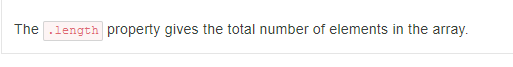 The .length property gives the total number of elements in the array.